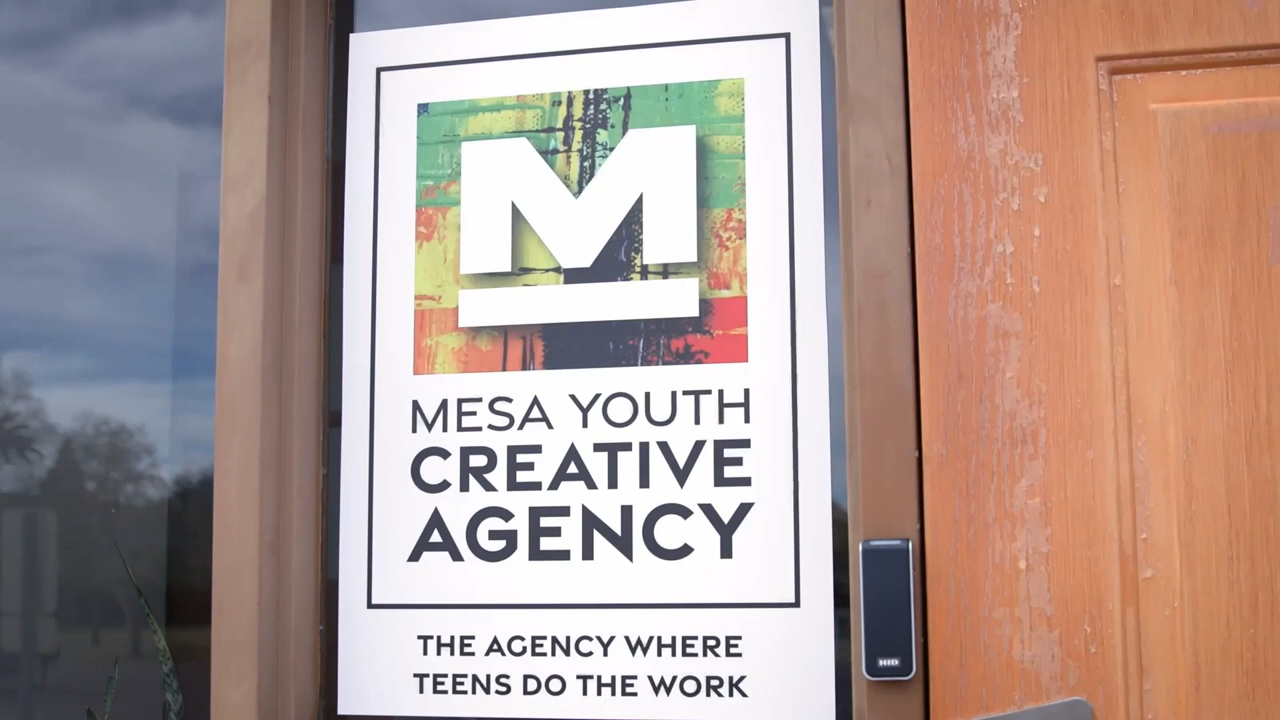 M
MESA YOUTH
CREATIVE
AGENCY
THE AGENCY WHERE
TEENS DO THE WORK
HID